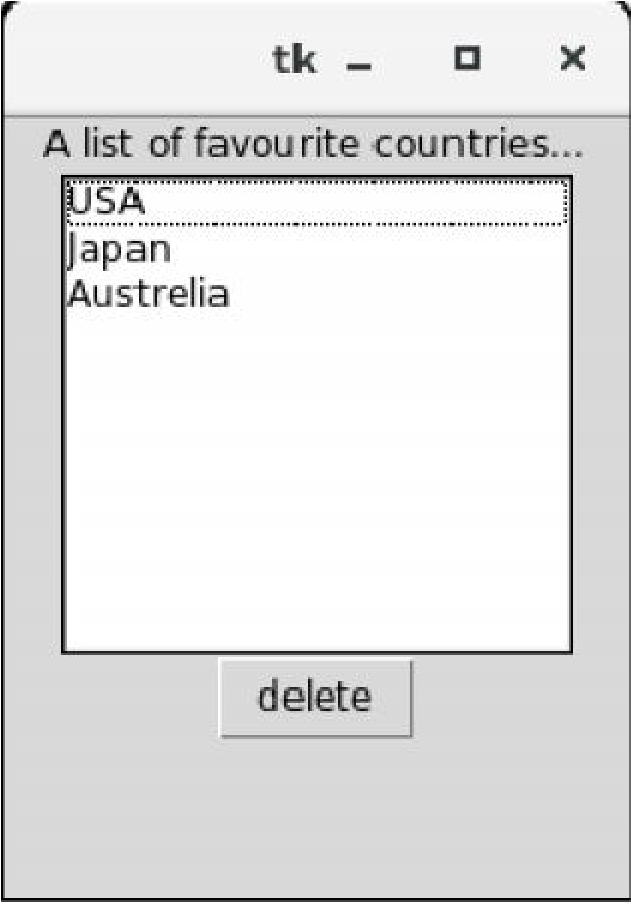 tk
A list of favourite countries...
USA
Japan
Austrelia
delete